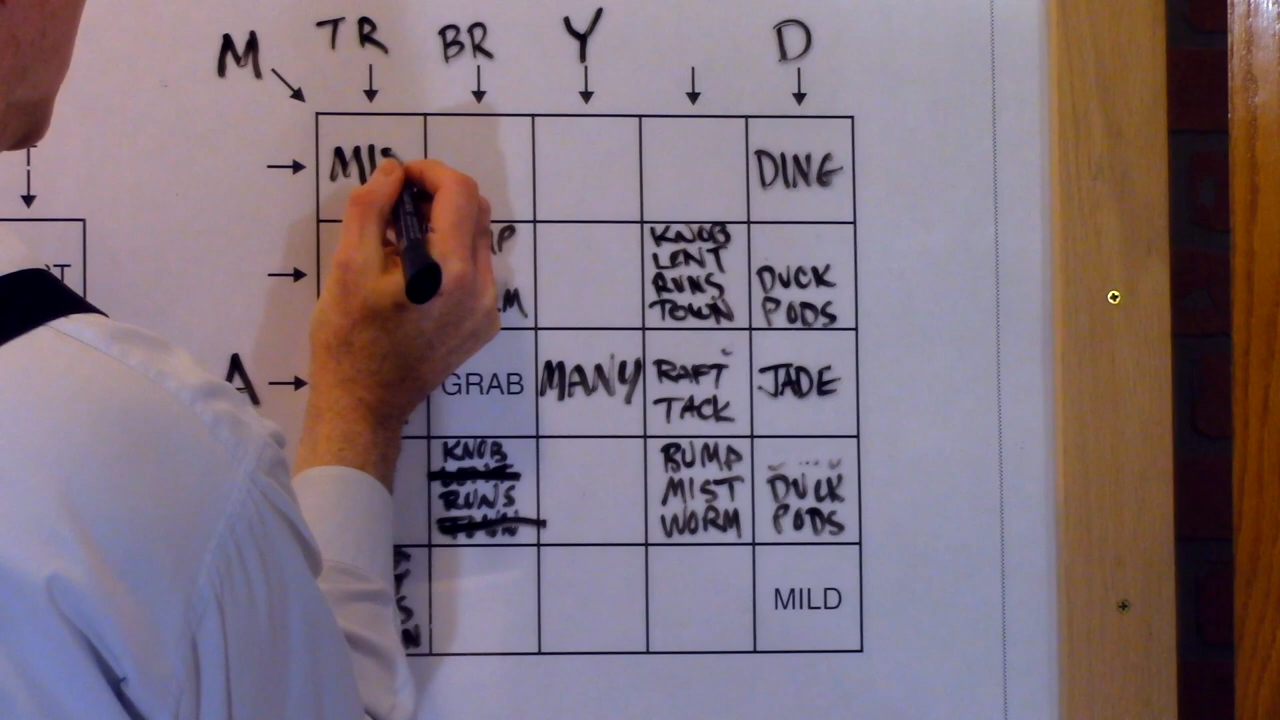 M TR BR Y D
MIS DING
KNOB
LENT
RUNS
TOWN
DUCK
PODS
A GRAB MANY
RAFT
TACK
JADE
KNOB
RUNS
BUMP
MIST
WORM
DUCK
PODS
MILD